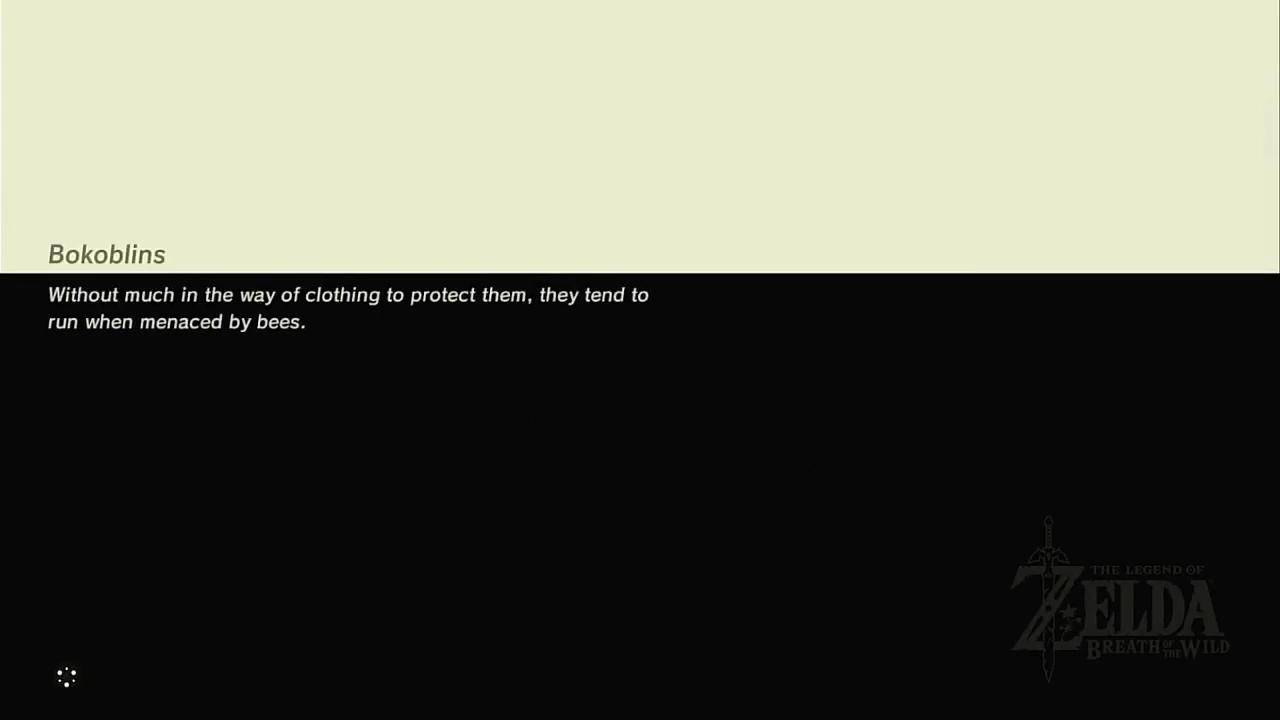 Bokoblins
Without much in the way of clothing to protect them, they tend to
run when menaced by bees.
THE LEGEND OF
ZELDA
BREATH OF THE WILD